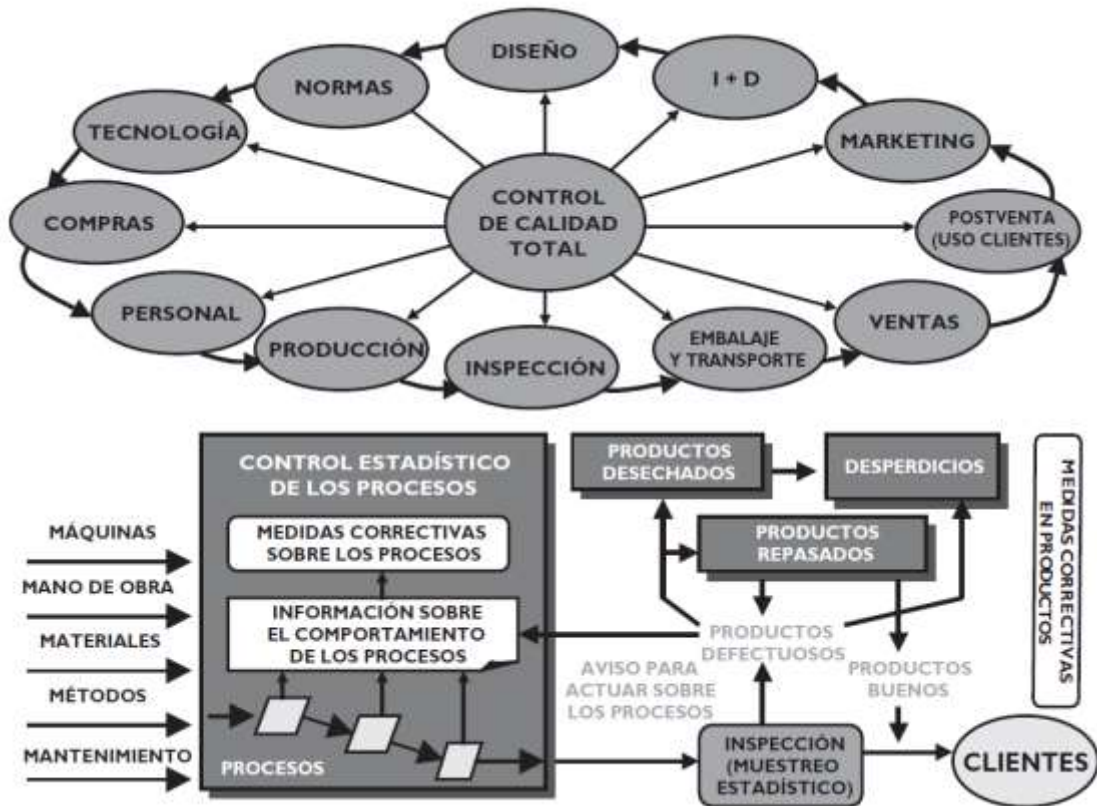 DISEÑO
I + D
NORMAS
TECNOLOGÍA
MARKETING
CONTROL
DE CALIDAD
TOTAL
COMPRAS
POSTVENTA
(USO CLIENTES)
PERSONAL
VENTAS
PRODUCCIÓN
EMBALAJE
Y TRANSPORTE
INSPECCIÓN
CONTROL ESTADÍSTICO
DE LOS PROCESOS
MEDIDAS CORRECTIVAS
SOBRE LOS PROCESOS
INFORMACIÓN SOBRE
EL COMPORTAMIENTO
DE LOS PROCESOS
PROCESOS
MÁQUINAS
MANO DE OBRA
MATERIALES
MÉTODOS
MANTENIMIENTO
PRODUCTOS
DESECHADOS
DESPERDICIOS
PRODUCTOS
REPASADOS
PRODUCTOS
DEFECTUOSOS
AVISO PARA
ACTUAR SOBRE
LOS PROCESOS
PRODUCTOS
BUENOS
INSPECCIÓN
(MUESTREO
ESTADÍSTICO)
CLIENTES
MEDIDAS CORRECTIVAS
EN PRODUCTOS